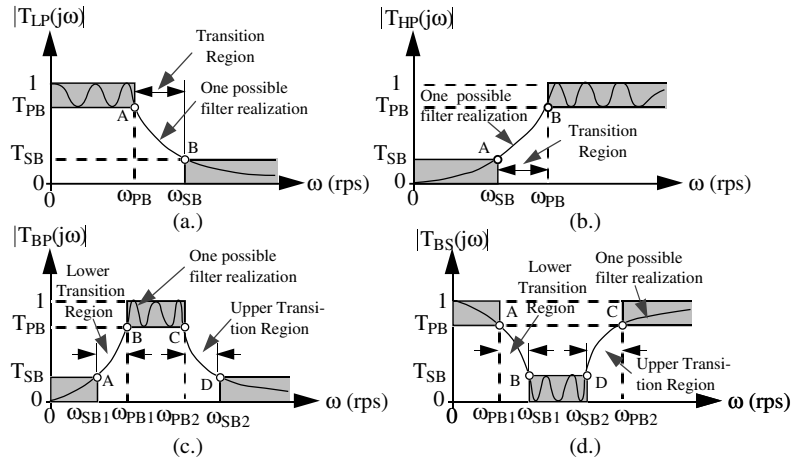 |T_LP(jω)|
Transition
Region
1
T_PB
A
One possible
filter realization
T_SB
B
0
0
ω_PB
ω_SB
ω (rps)
(a.)
|T_HP(jω)|
1
T_PB
One possible
filter realization
B
A
Transition
Region
T_SB
0
0
ω_SB
ω_PB
ω (rps)
(b.)
|T_BP(jω)|
Lower
Transition
Region
One possible
filter realization
1
T_PB
B
C
Upper Transi-
tion Region
T_SB
A
D
0
0
ω_SB1
ω_PB1
ω_PB2
ω_SB2
ω (rps)
(c.)
|T_BS(jω)|
Lower
Transition
Region
One possible
filter realization
1
T_PB
A
C
T_SB
B
D
Upper Transi-
tion Region
0
0
ω_PB1
ω_SB1
ω_SB2
ω_PB2
ω (rps)
(d.)